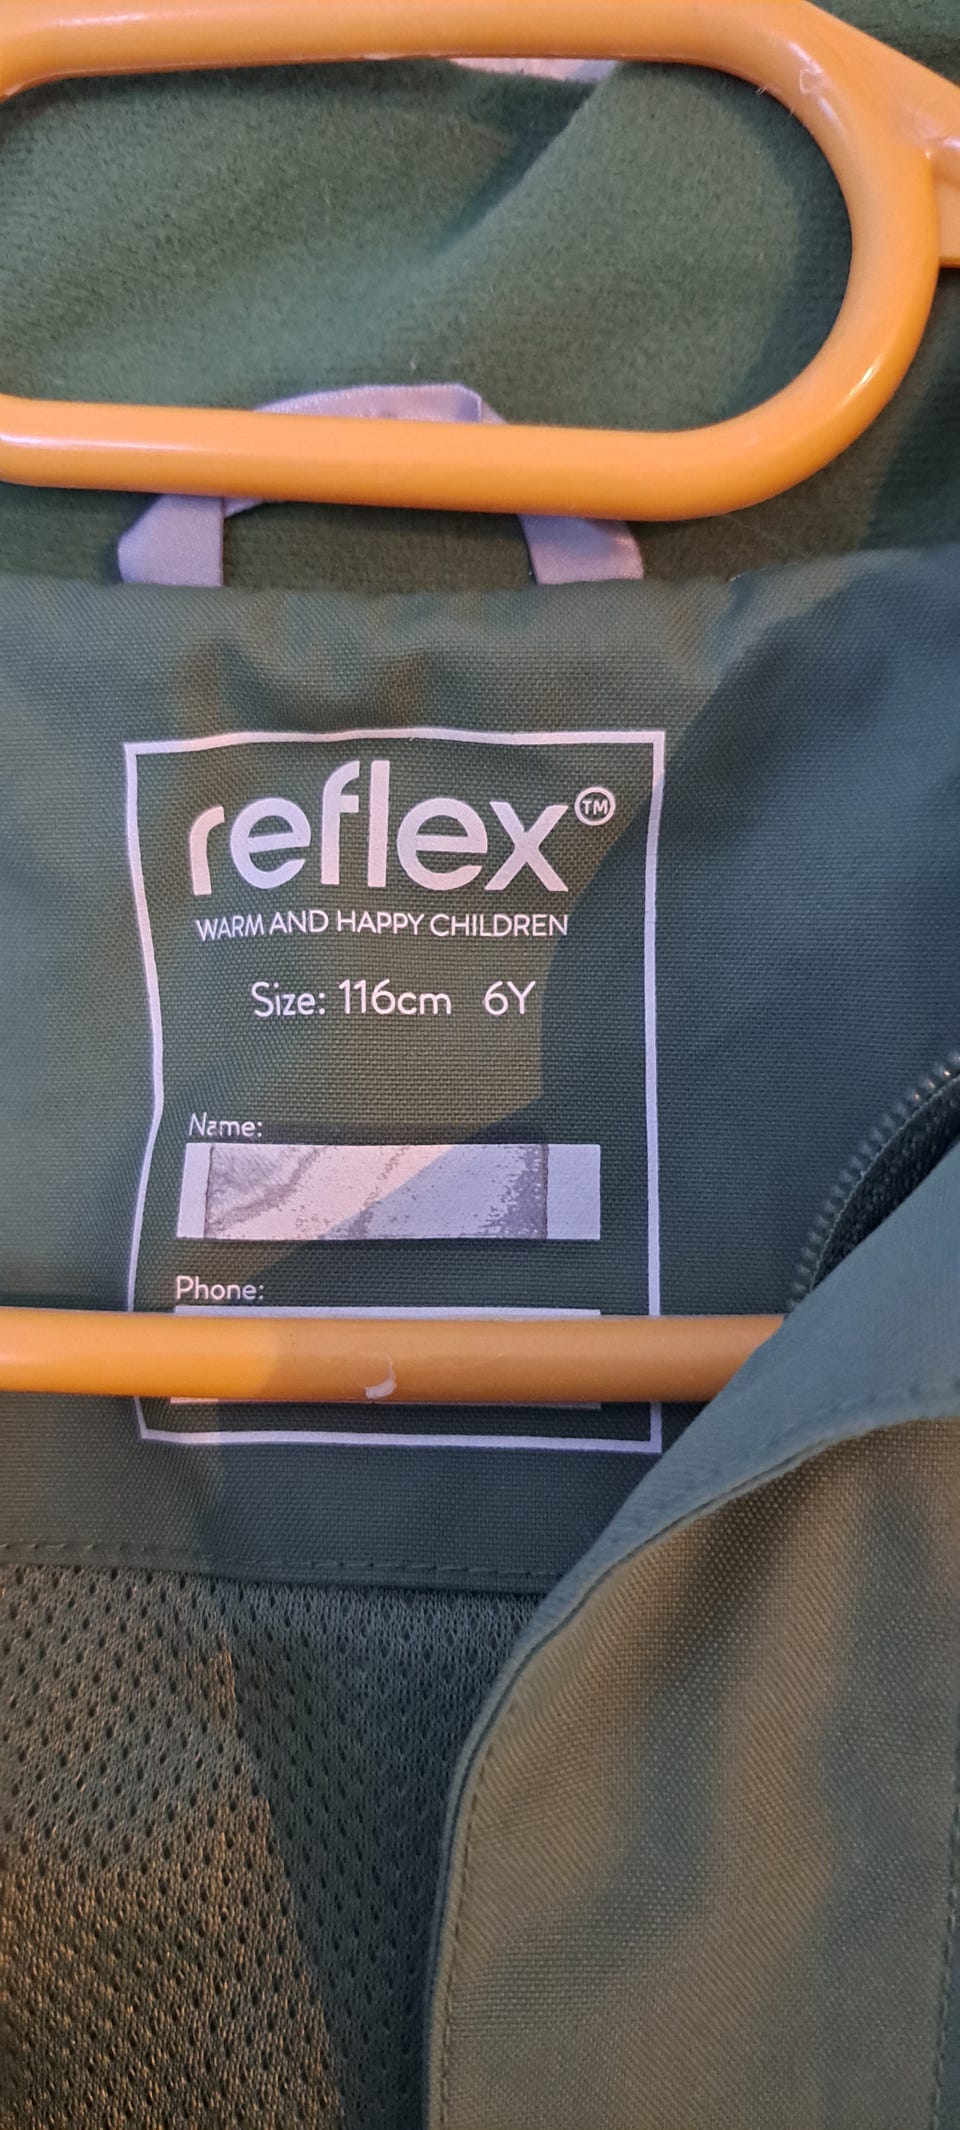 reflex™
WARM AND HAPPY CHILDREN
Size: 116cm 6Y
Name:
Phone: